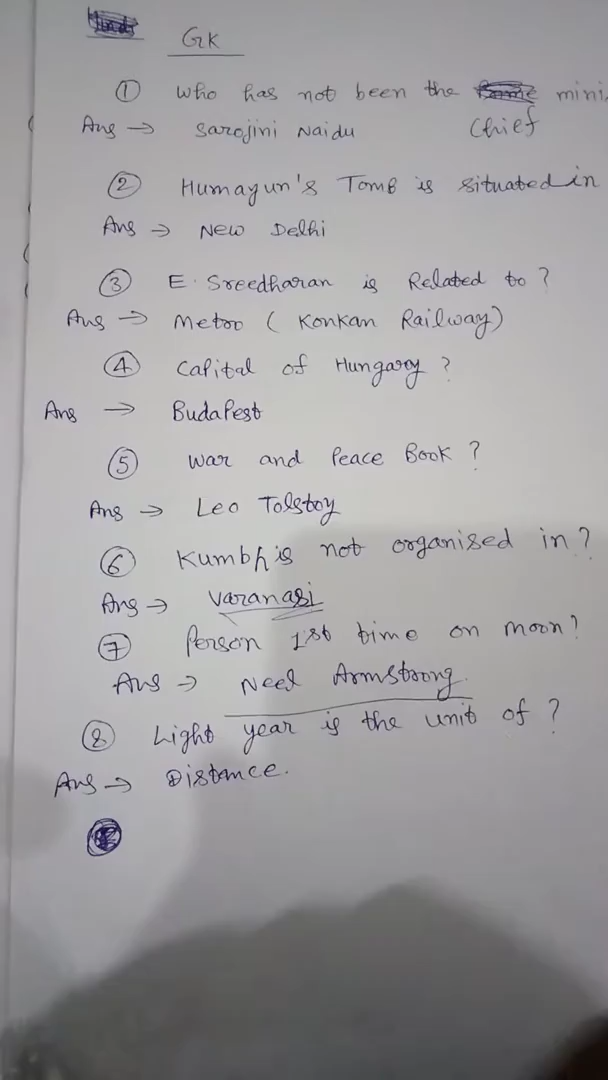 GK
① Who has not been the mini
Ans → Sarojini Naidu Chief
② Humayun's Tomb is situated in
Ans → New Delhi
③ E. Sreedharan is Related to?
Ans → Metro (Konkan Railway)
④ Capital of Hungary?
Ans → Budapest
⑤ War and Peace Book?
Ans → Leo Tolstoy
⑥ Kumbh is not organised in?
Ans → Varanasi
⑦ Person 1st time on moon?
Ans → Neel Armstrong.
⑧ Light year is the unit of?
Ans → Distance.